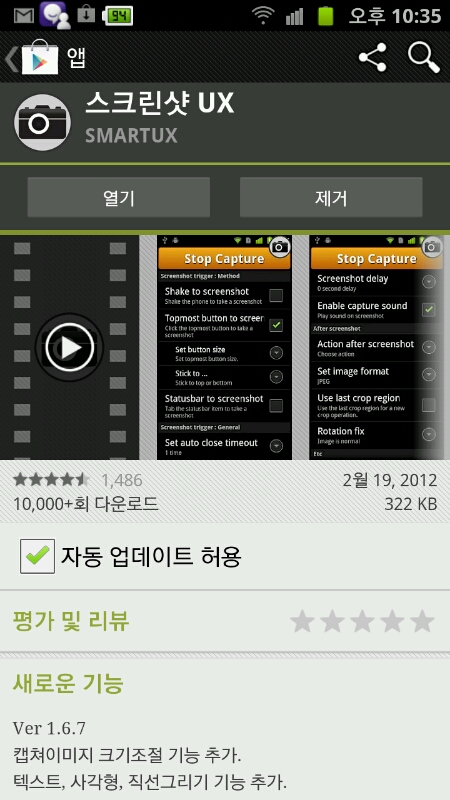 94
오후 10:35
앱
스크린샷 UX
SMARTUX
열기
제거
Stop Capture
Screenshot trigger : Method
Shake to screenshot
Shake the phone to take a screenshot
Topmost button to screer
Click the topmost button to take a
screenshot
Set button size
Set topmost button size.
Stick to ...
Stick to top or bottom
Statusbar to screenshot
Tab the statusbar item to take a
screenshot
Screenshot trigger : General
Set auto close timeout
1 time
Stop Capture
Screenshot delay
0 second delay
Enable capture sound
Play sound on screenshot
After screenshot
Action after screenshot
Choose action
Set image format
JPEG
Use last crop region
Use the last crop region for a new
crop operation.
Rotation fix
Image is normal
Etc
1,486
2월 19, 2012
10,000+회 다운로드
322 KB
자동 업데이트 허용
평가 및 리뷰
새로운 기능
Ver 1.6.7
캡쳐이미지 크기조절 기능 추가.
텍스트, 사각형, 직선그리기 기능 추가.